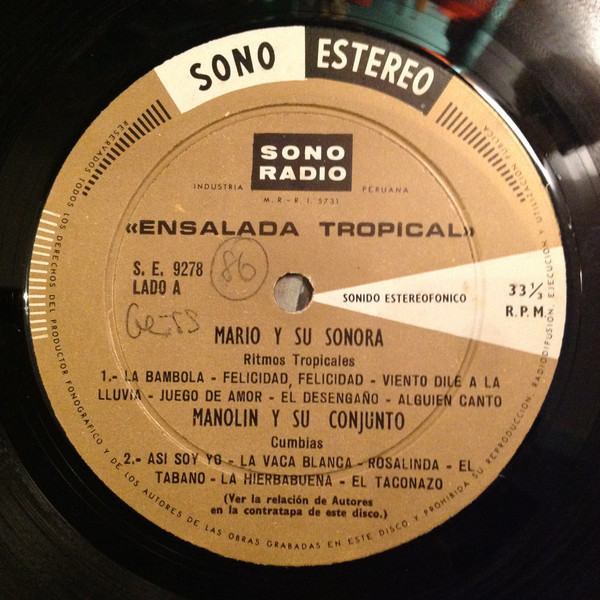 SONO ESTEREO
SONO
RADIO
INDUSTRIA PERUANA
M. R. - R. I. 5731
«ENSALADA TROPICAL»
S. E. 9278
86
LADO A
SONIDO ESTEREOFONICO
33⅓
R.P.M.
MARIO Y SU SONORA
Ritmos Tropicales
1.- LA BAMBOLA - FELICIDAD, FELICIDAD - VIENTO DILE A LA
LLUVIA - JUEGO DE AMOR - EL DESENGAÑO - ALGUIEN CANTO
MANOLIN Y SU CONJUNTO
Cumbias
2.- ASI SOY YO - LA VACA BLANCA - ROSALINDA - EL
TABANO - LA HIERBABUENA - EL TACONAZO
(Ver la relación de Autores
en la contratapa de este disco.)
RESERVADOS TODOS LOS DERECHOS DEL PRODUCTOR FONOGRAFICO Y DE LOS AUTORES DE LAS OBRAS GRABADAS EN ESTE DISCO Y PROHIBIDA SU REPRODUCCION, RADIODIFUSION, EJECUCION Y UTILIZACION PUBLICA